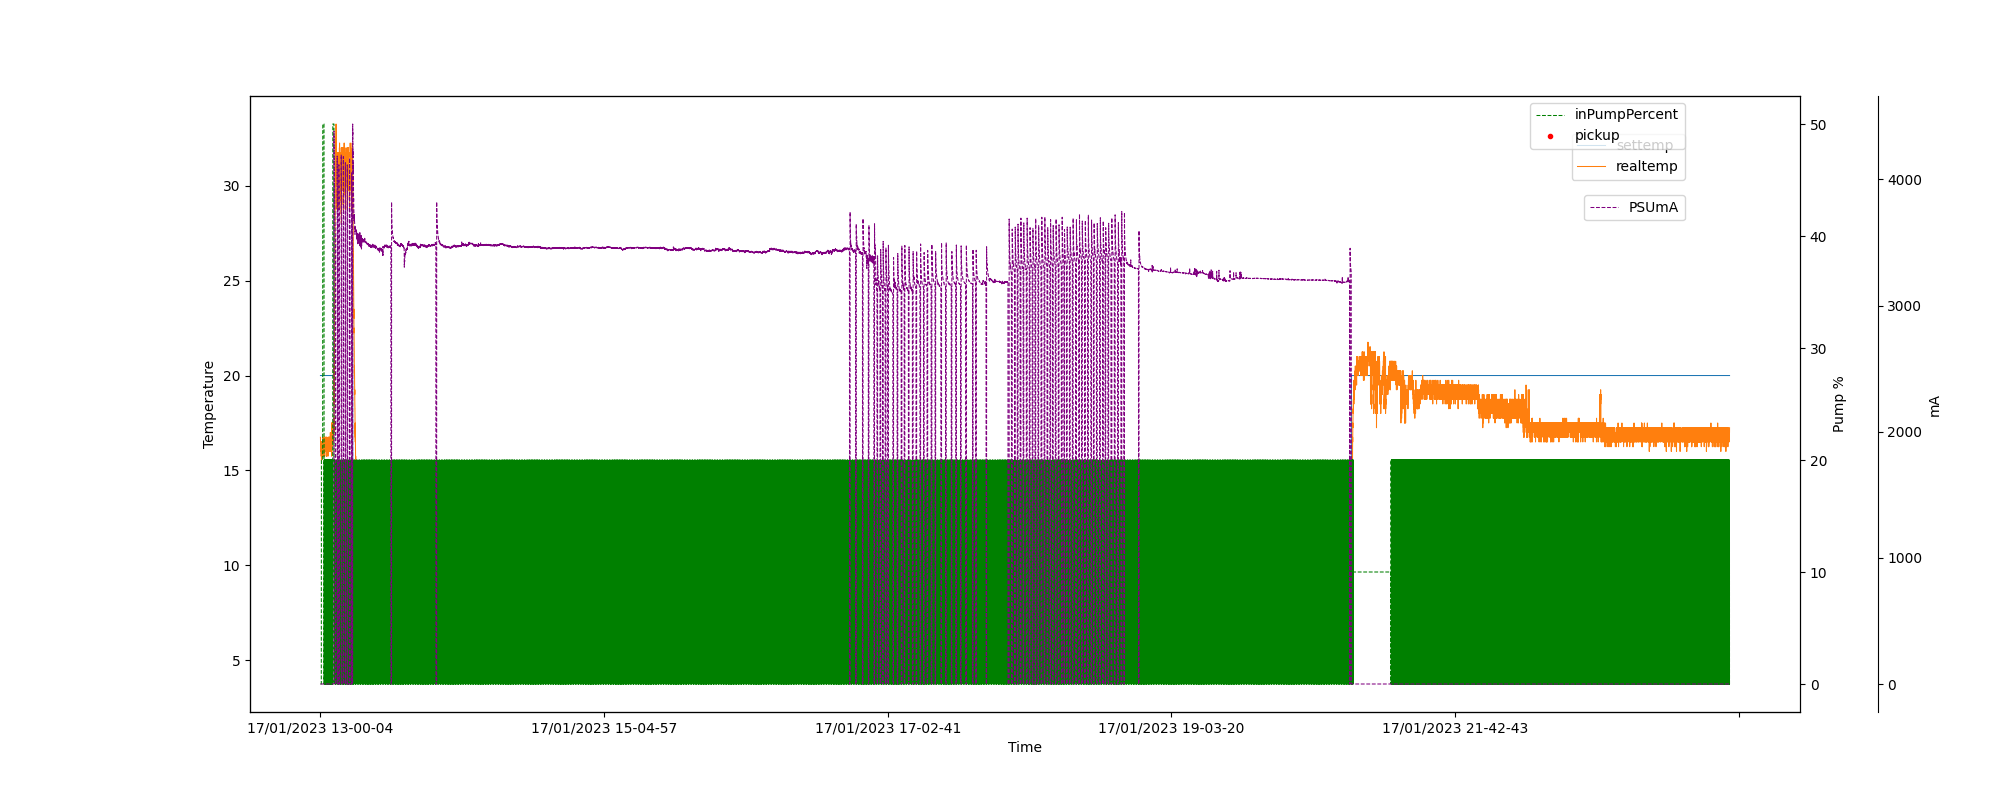 inPumpPercent
pickup
settemp
realtemp
PSUmA
30
25
20
15
10
5
Temperature
50
40
30
20
10
0
Pump %
4000
3000
2000
1000
0
mA
17/01/2023 13-00-04
17/01/2023 15-04-57
17/01/2023 17-02-41
17/01/2023 19-03-20
17/01/2023 21-42-43
Time